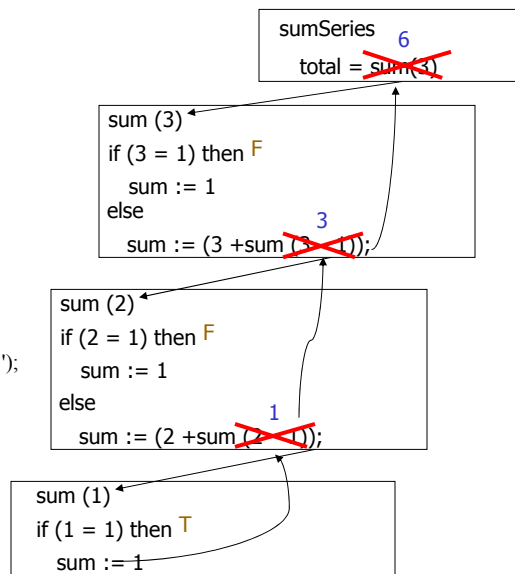 sumSeries
6
total = sum(3)
sum (3)
if (3 = 1) then F
sum := 1
else
3
sum := (3 +sum (3 - 1));
sum (2)
if (2 = 1) then F
');
sum := 1
else
1
sum := (2 +sum (2 - 1));
sum (1)
if (1 = 1) then T
sum := 1